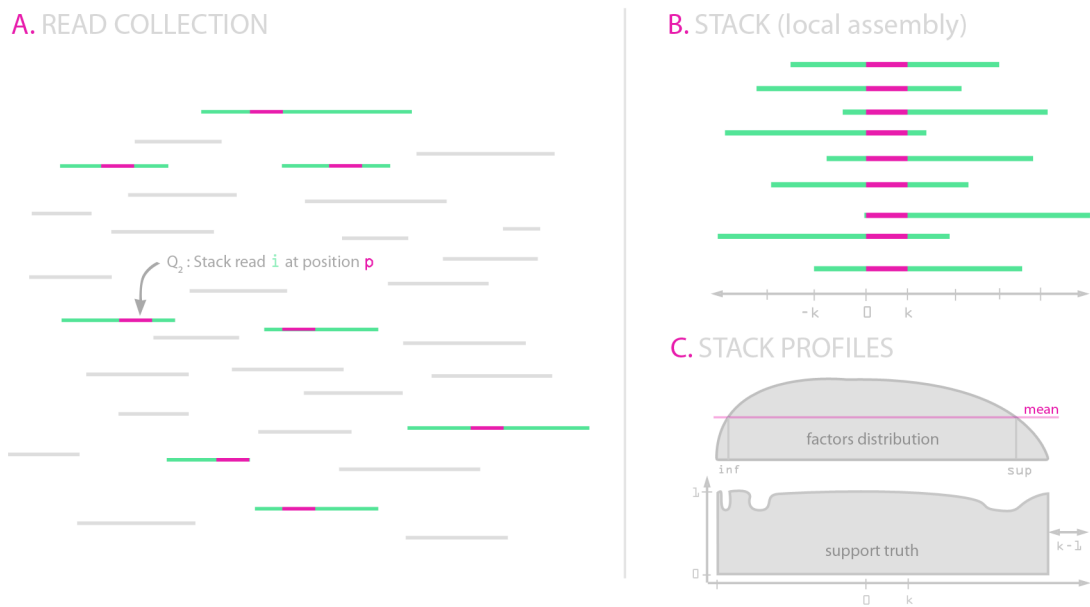 A. READ COLLECTION
Q2 : Stack read i at position p
B. STACK (local assembly)
-k 0 k
C. STACK PROFILES
mean
factors distribution
inf sup
1
support truth
k-1
0
0 k